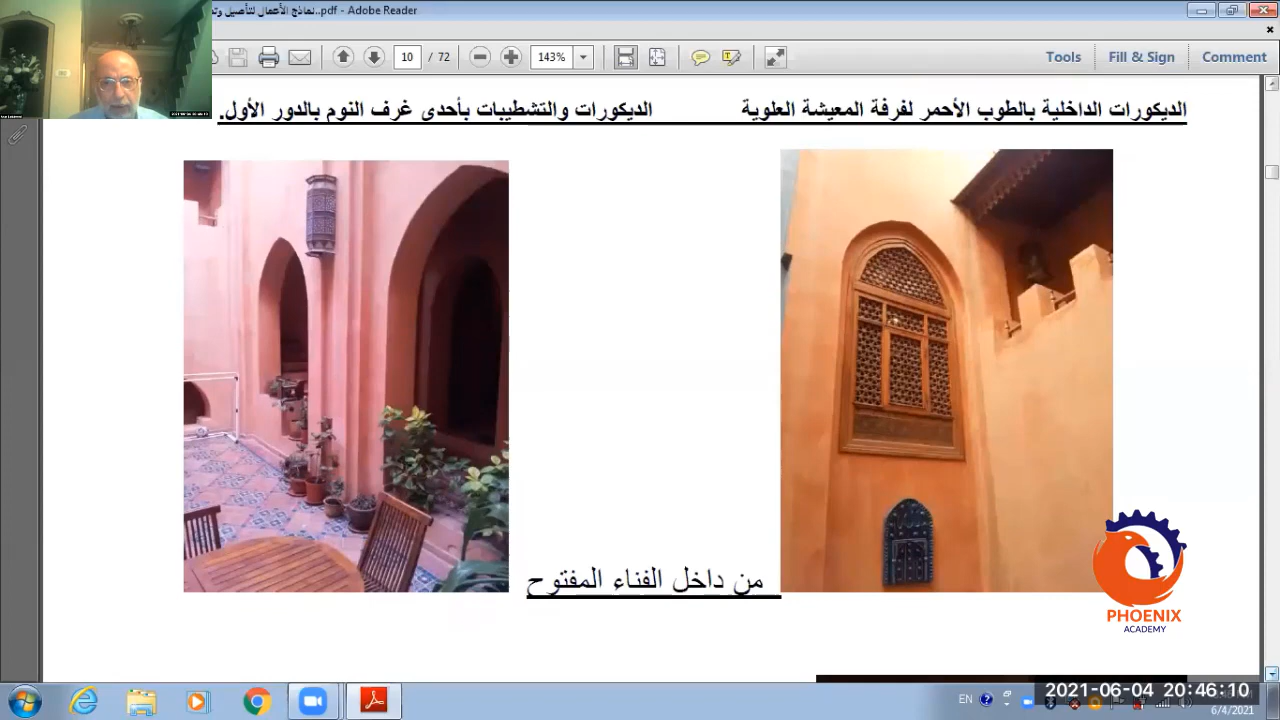 نماذج الأعمال لتأصيل وتد..pdf - Adobe Reader
10 / 72
143%
Tools
Fill & Sign
Comment
الديكورات الداخلية بالطوب الأحمر لغرفة المعيشة العلوية
الديكورات والتشطيبات بأحدى غرف النوم بالدور الأول.
من داخل الفناء المفتوح
PHOENIX
ACADEMY
EN
2021-06-04 20:46:10
6/4/2021